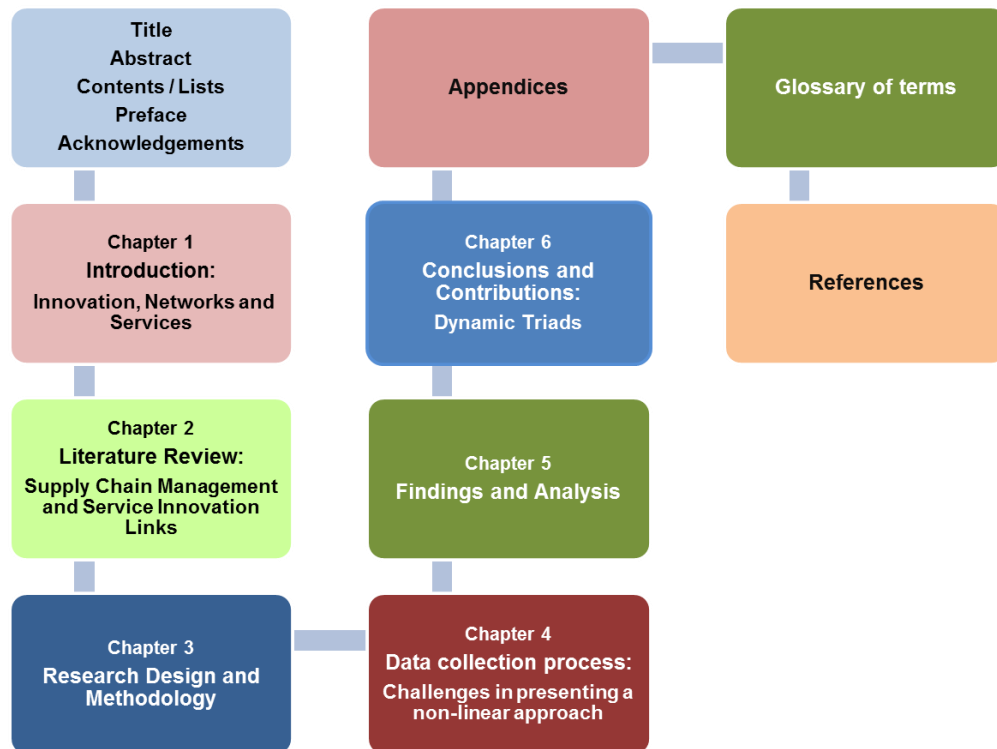 Title
Abstract
Contents / Lists
Preface
Acknowledgements
Chapter 1
Introduction:
Innovation, Networks and
Services
Chapter 2
Literature Review:
Supply Chain Management
and Service Innovation
Links
Chapter 3
Research Design and
Methodology
Chapter 4
Data collection process:
Challenges in presenting a
non-linear approach
Chapter 5
Findings and Analysis
Chapter 6
Conclusions and
Contributions:
Dynamic Triads
Appendices
Glossary of terms
References